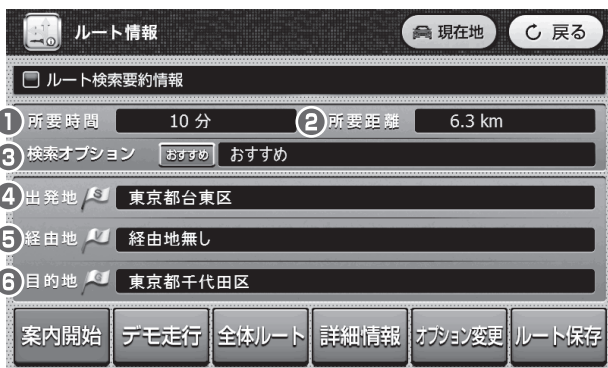 ルート情報 現在地 戻る
ルート検索要約情報
1 所要時間 10 分 2 所要距離 6.3 km
3 検索オプション おすすめ おすすめ
4 出発地 S 東京都台東区
5 経由地 経由地無し
6 目的地 G 東京都千代田区
案内開始 デモ走行 全体ルート 詳細情報 オプション変更 ルート保存